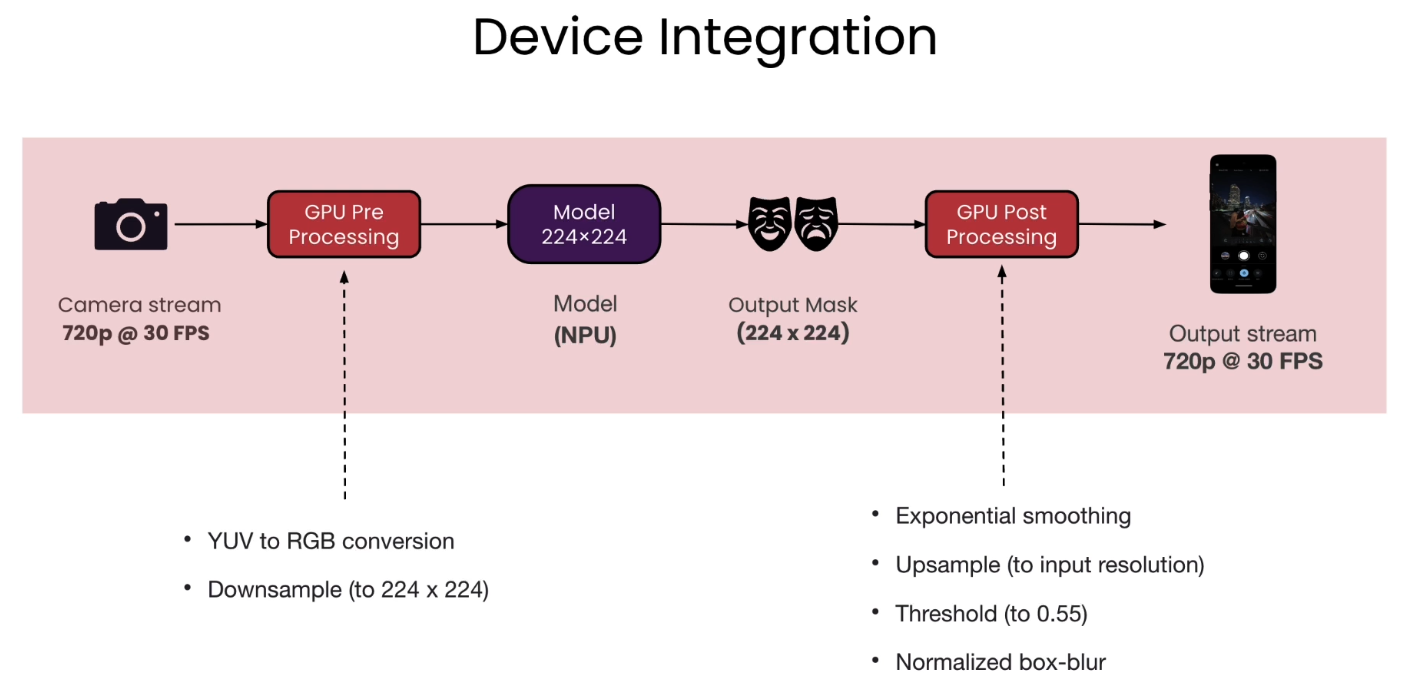 Device Integration
GPU Pre
Processing
Model
224×224
GPU Post
Processing
Camera stream
720p @ 30 FPS
Model
(NPU)
Output Mask
(224 x 224)
Output stream
720p @ 30 FPS
• YUV to RGB conversion
• Downsample (to 224 x 224)
• Exponential smoothing
• Upsample (to input resolution)
• Threshold (to 0.55)
• Normalized box-blur